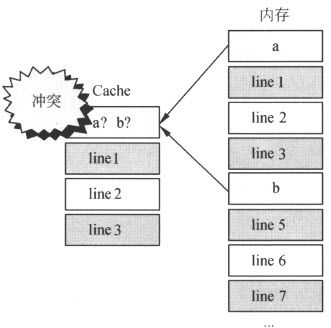 内存
a
冲突
Cache
line 1
a? b?
line 2
line1
line 3
line 2
b
line 3
line 5
line 6
line 7